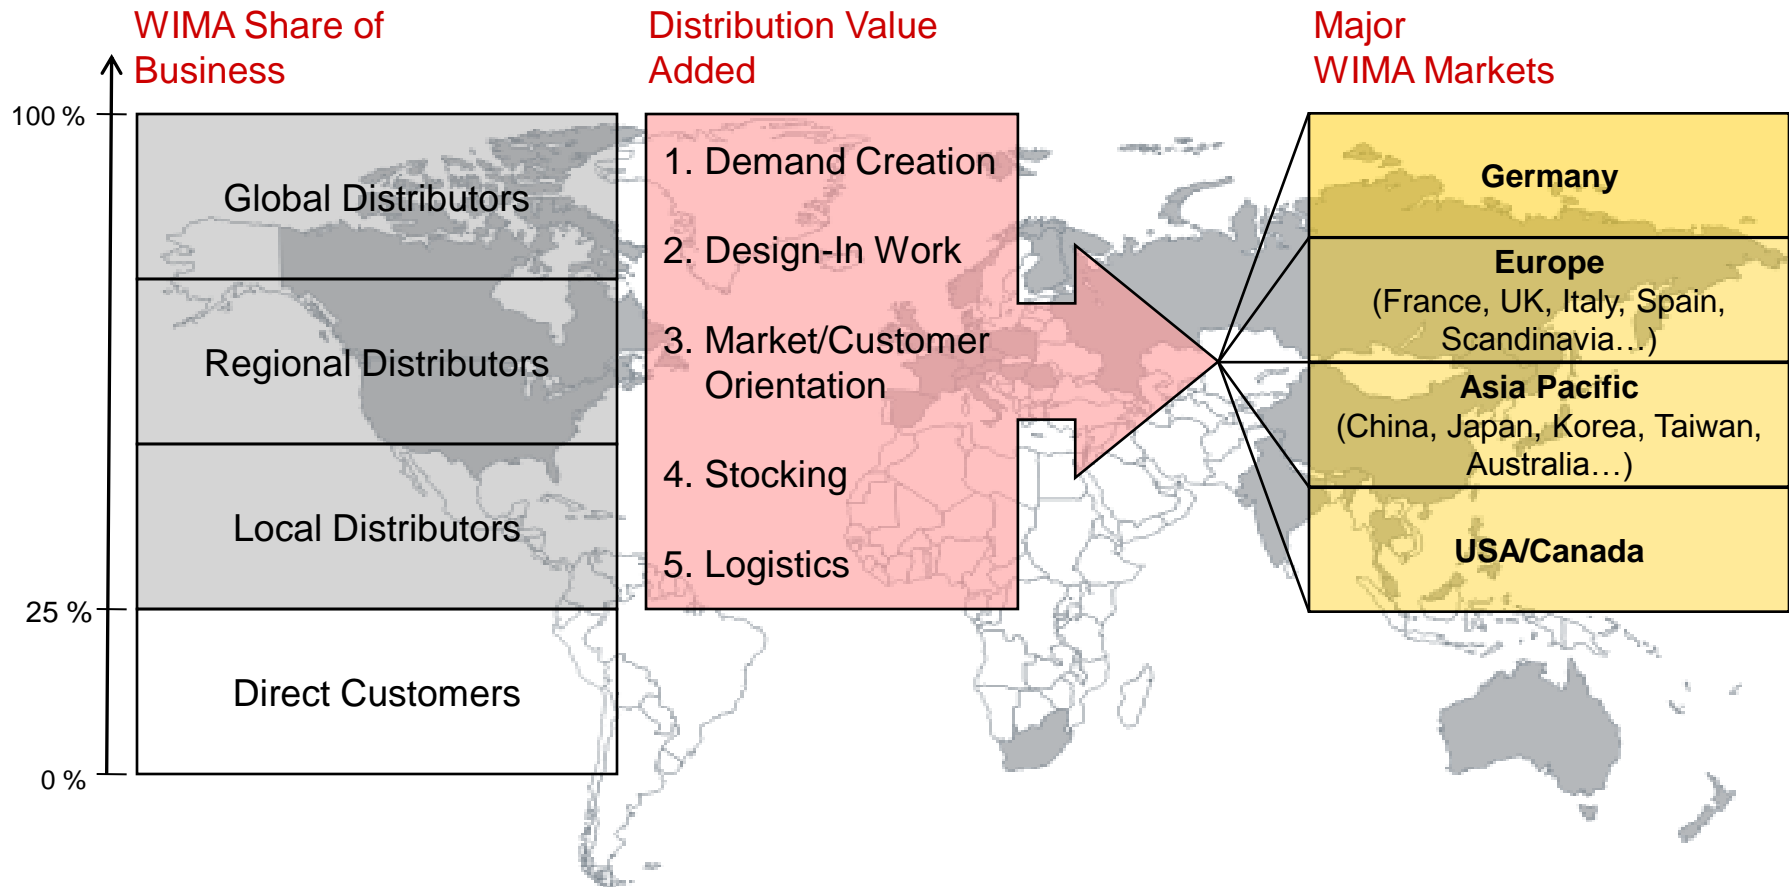 WIMA Share of
Business
Distribution Value
Added
Major
WIMA Markets
100 %
25 %
0 %
Global Distributors
Regional Distributors
Local Distributors
Direct Customers
1. Demand Creation
2. Design-In Work
3. Market/Customer
Orientation
4. Stocking
5. Logistics
Germany
Europe
(France, UK, Italy, Spain,
Scandinavia…)
Asia Pacific
(China, Japan, Korea, Taiwan,
Australia…)
USA/Canada